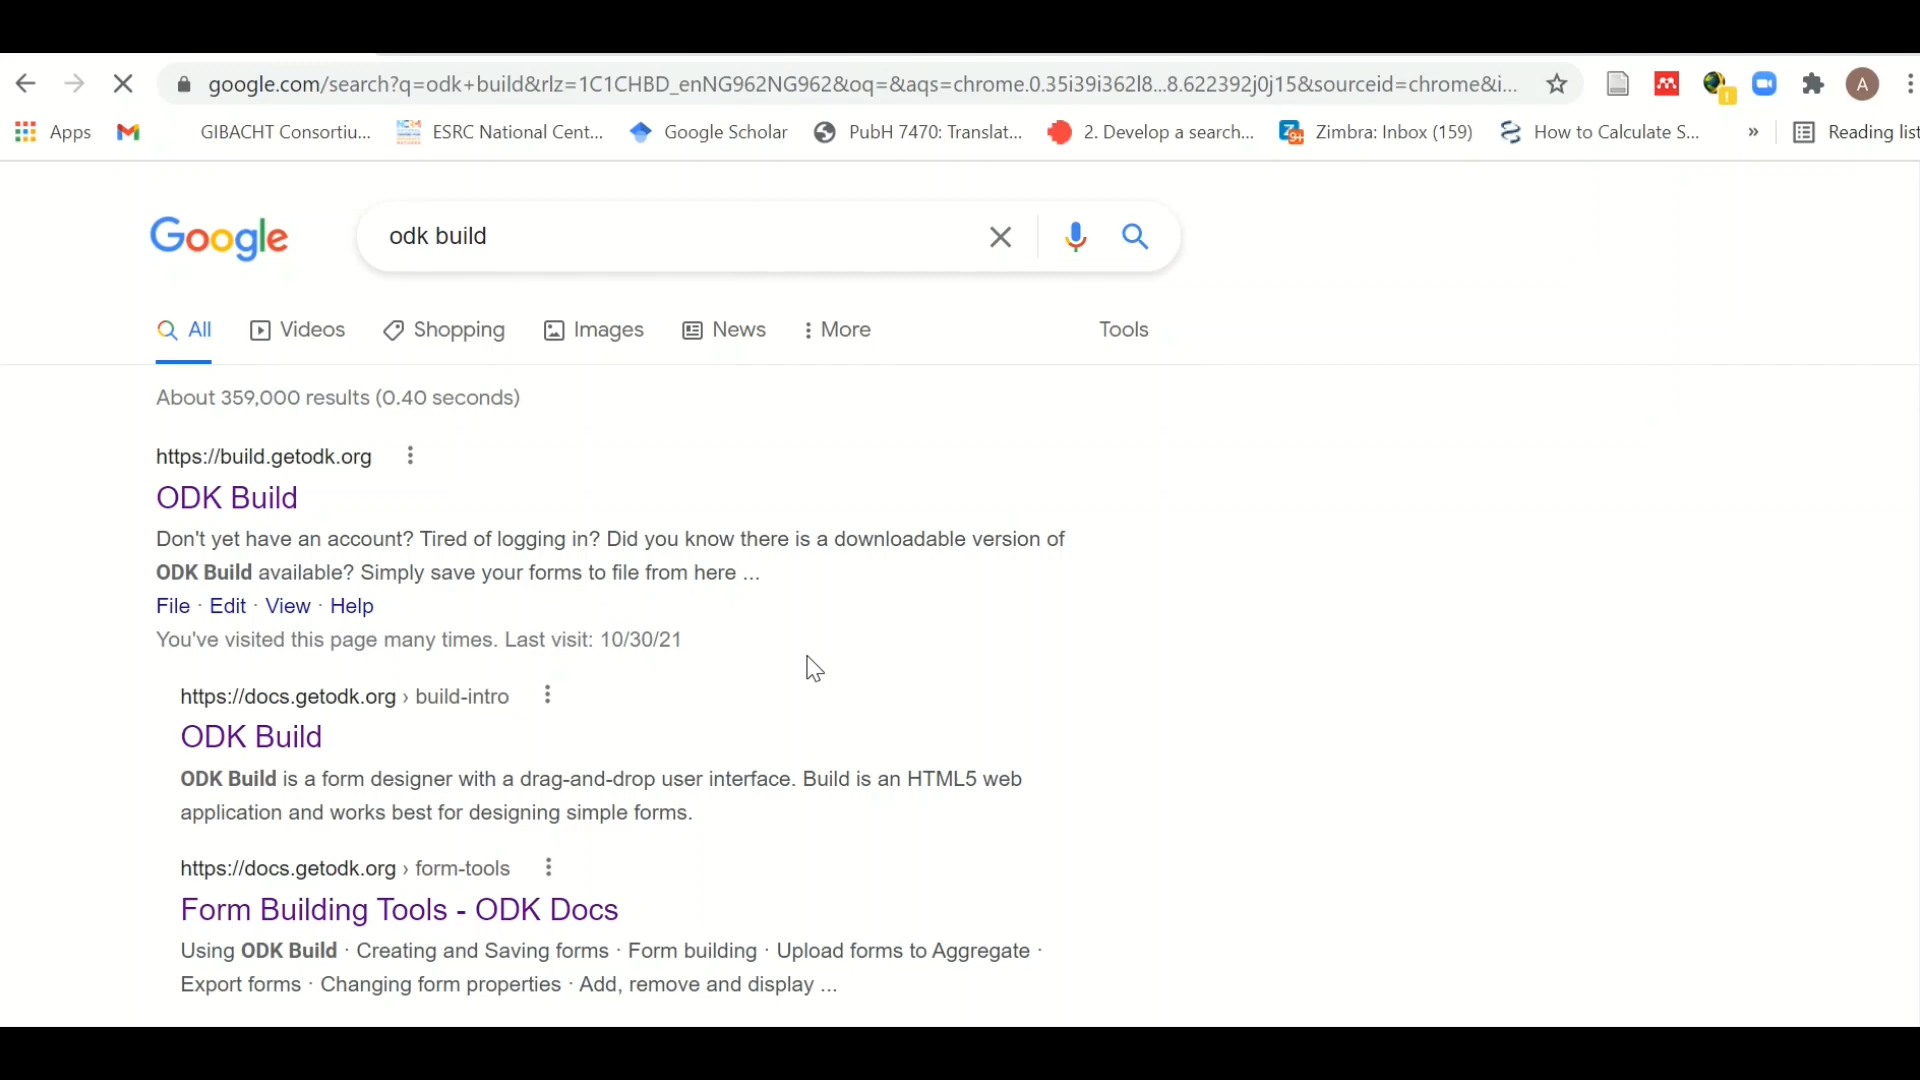 google.com/search?q=odk+build&rlz=1C1CHBD_enNG962NG962&oq=&aqs=chrome.0.35i39i362l8...8.622392j0j15&sourceid=chrome&i...
A
Apps GIBACHT Consortiu... ESRC National Cent... Google Scholar PubH 7470: Translat... 2. Develop a search... Zimbra: Inbox (159) How to Calculate S... » Reading list
Google odk build
All Videos Shopping Images News More Tools
About 359,000 results (0.40 seconds)
https://build.getodk.org
ODK Build
Don't yet have an account? Tired of logging in? Did you know there is a downloadable version of
ODK Build available? Simply save your forms to file from here ...
File · Edit · View · Help
You've visited this page many times. Last visit: 10/30/21
https://docs.getodk.org › build-intro
ODK Build
ODK Build is a form designer with a drag-and-drop user interface. Build is an HTML5 web
application and works best for designing simple forms.
https://docs.getodk.org › form-tools
Form Building Tools - ODK Docs
Using ODK Build · Creating and Saving forms · Form building · Upload forms to Aggregate ·
Export forms · Changing form properties · Add, remove and display ...